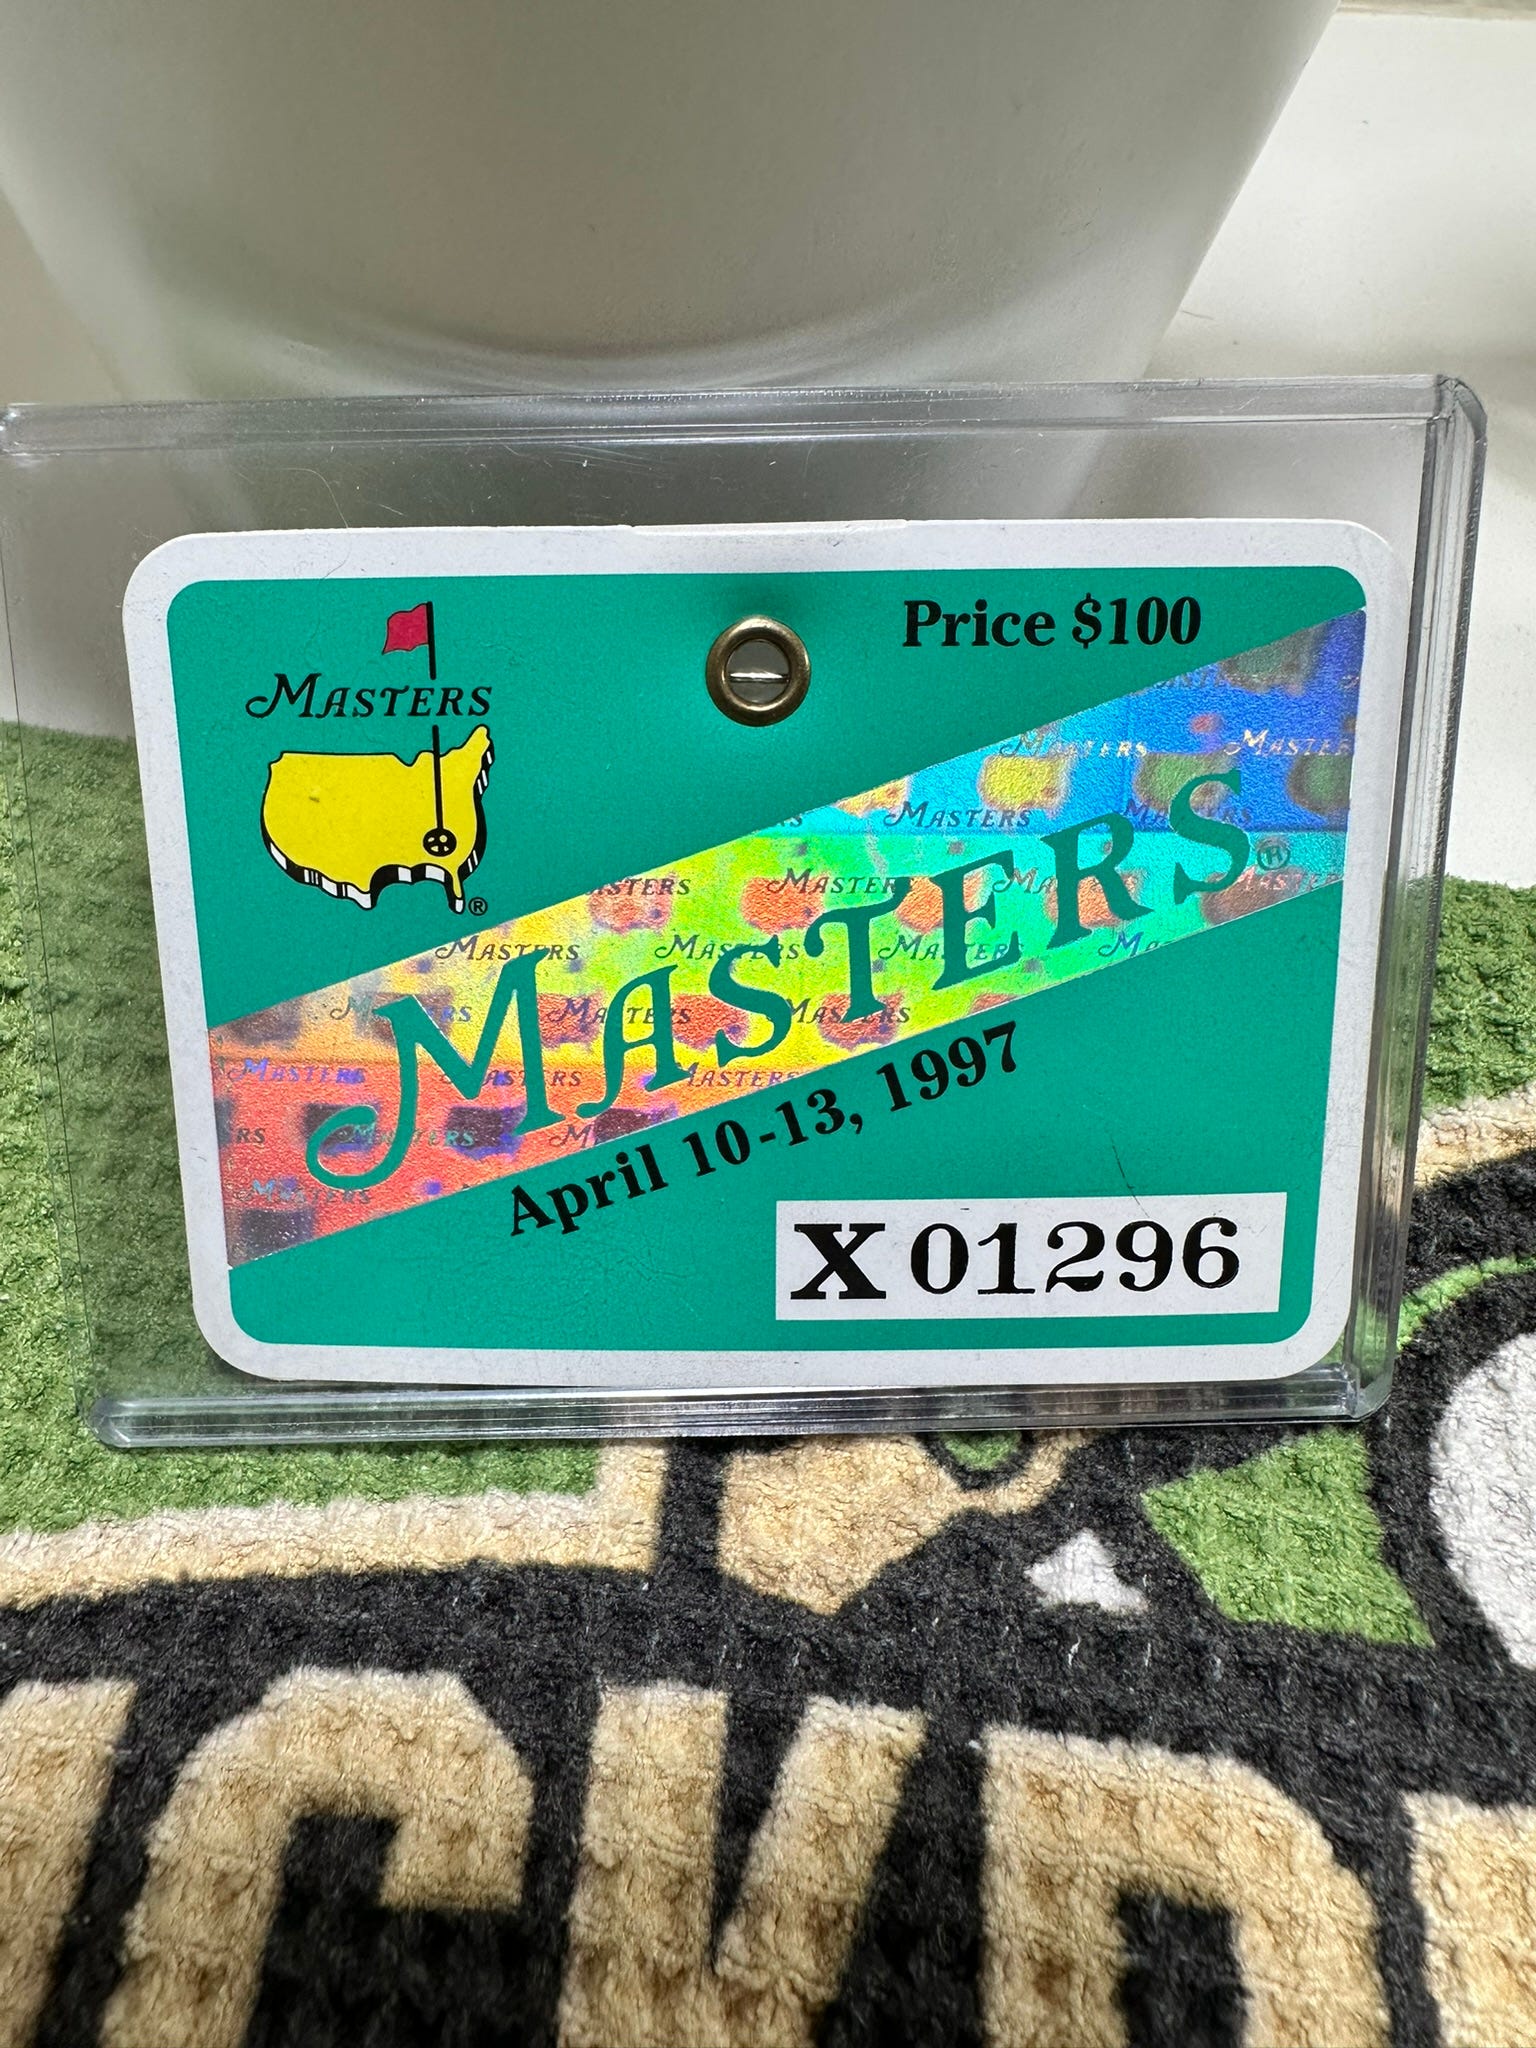 Price $100
MASTERS
®
MASTERS®
April 10-13, 1997
X 01296